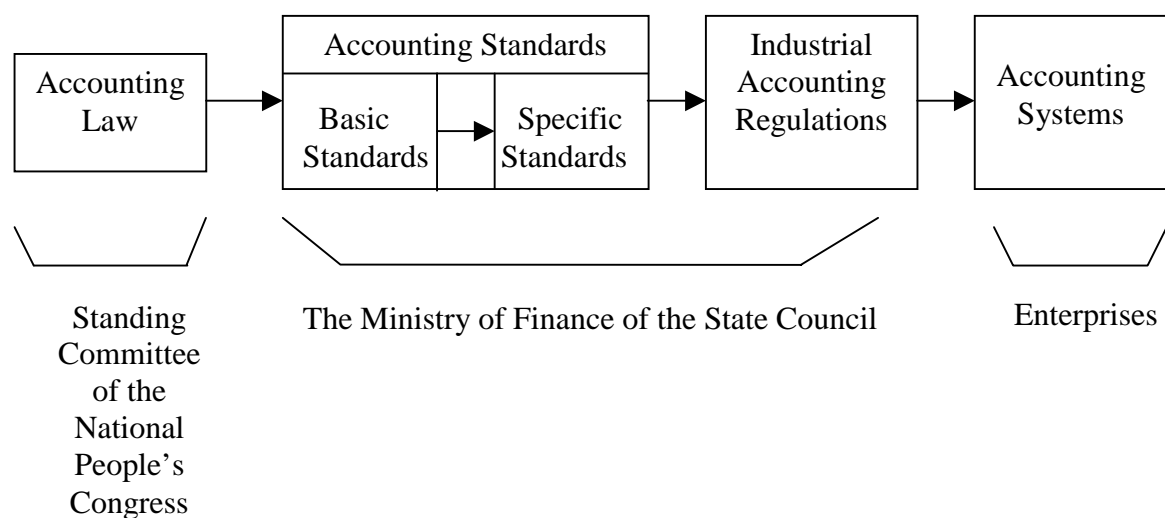 Accounting
Law
Accounting Standards
Basic
Standards
Specific
Standards
Industrial
Accounting
Regulations
Accounting
Systems
Standing
Committee
of the
National
People’s
Congress
The Ministry of Finance of the State Council
Enterprises